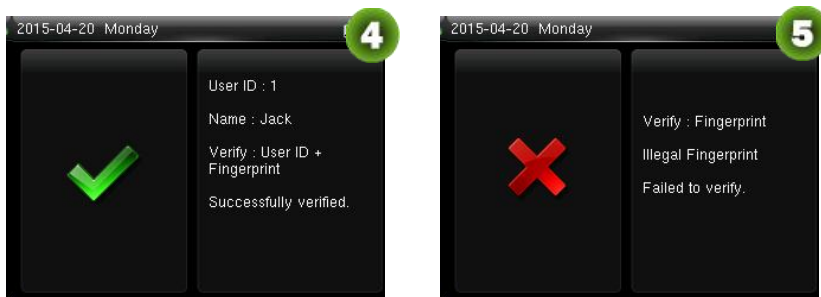 2015-04-20 Monday
4
User ID : 1
Name : Jack
Verify : User ID +
Fingerprint
Successfully verified.
2015-04-20 Monday
5
Verify : Fingerprint
Illegal Fingerprint
Failed to verify.